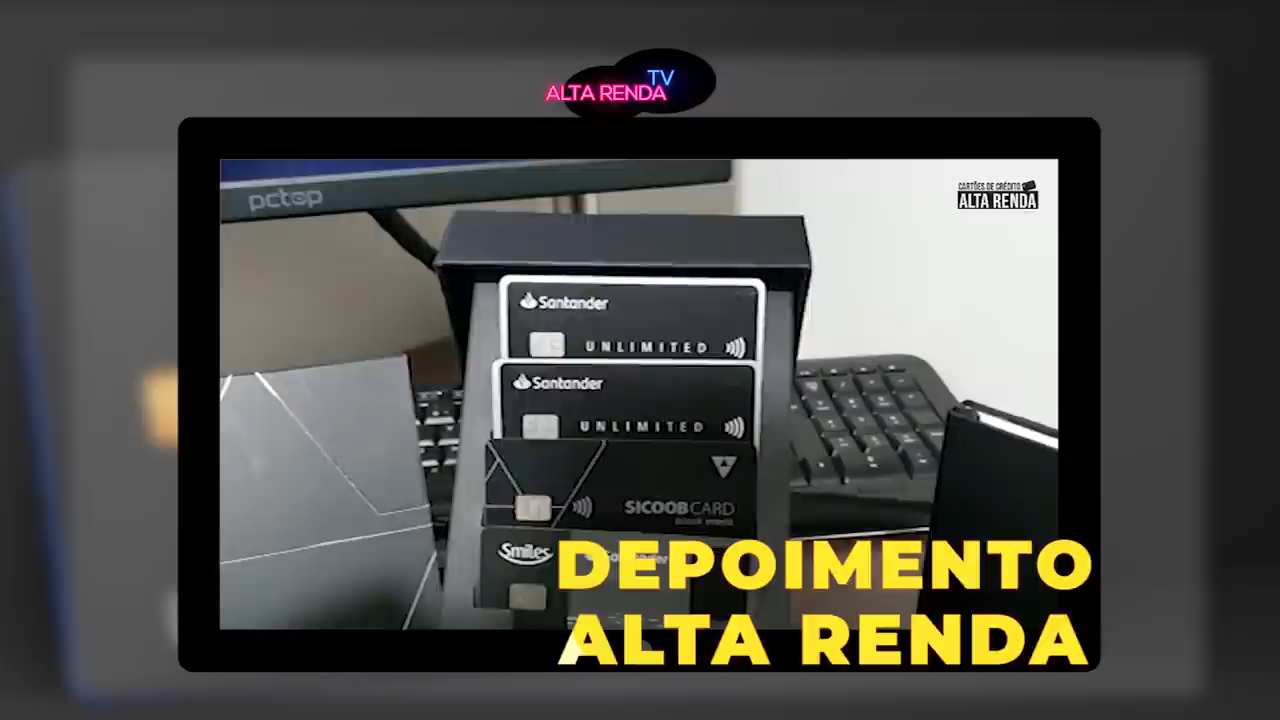 TV
ALTA RENDA
CARTÕES DE CRÉDITO
ALTA RENDA
pctop
Santander
UNLIMITED
Santander
UNLIMITED
SICOOBCARD
Smiles
DEPOIMENTO
ALTA RENDA